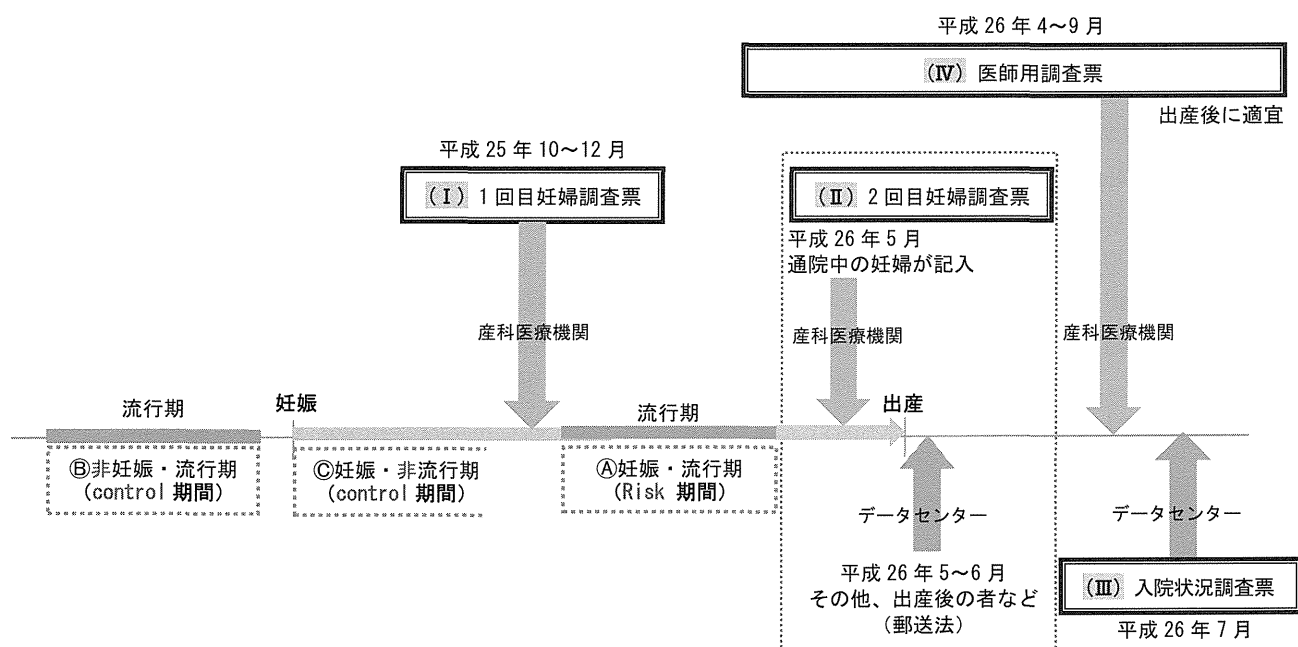 平成 26 年 4～9 月
(Ⅳ) 医師用調査票
出産後に適宜
平成 25 年 10～12 月
(Ⅰ) 1 回目妊婦調査票
(Ⅱ) 2 回目妊婦調査票
平成 26 年 5 月
通院中の妊婦が記入
産科医療機関
産科医療機関
産科医療機関
流行期
妊娠
流行期
出産
Ⓑ非妊娠・流行期
(control 期間)
Ⓒ妊娠・非流行期
(control 期間)
Ⓐ妊娠・流行期
(Risk 期間)
データセンター
データセンター
平成 26 年 5～6 月
その他、出産後の者など
(郵送法)
(Ⅲ) 入院状況調査票
平成 26 年 7 月